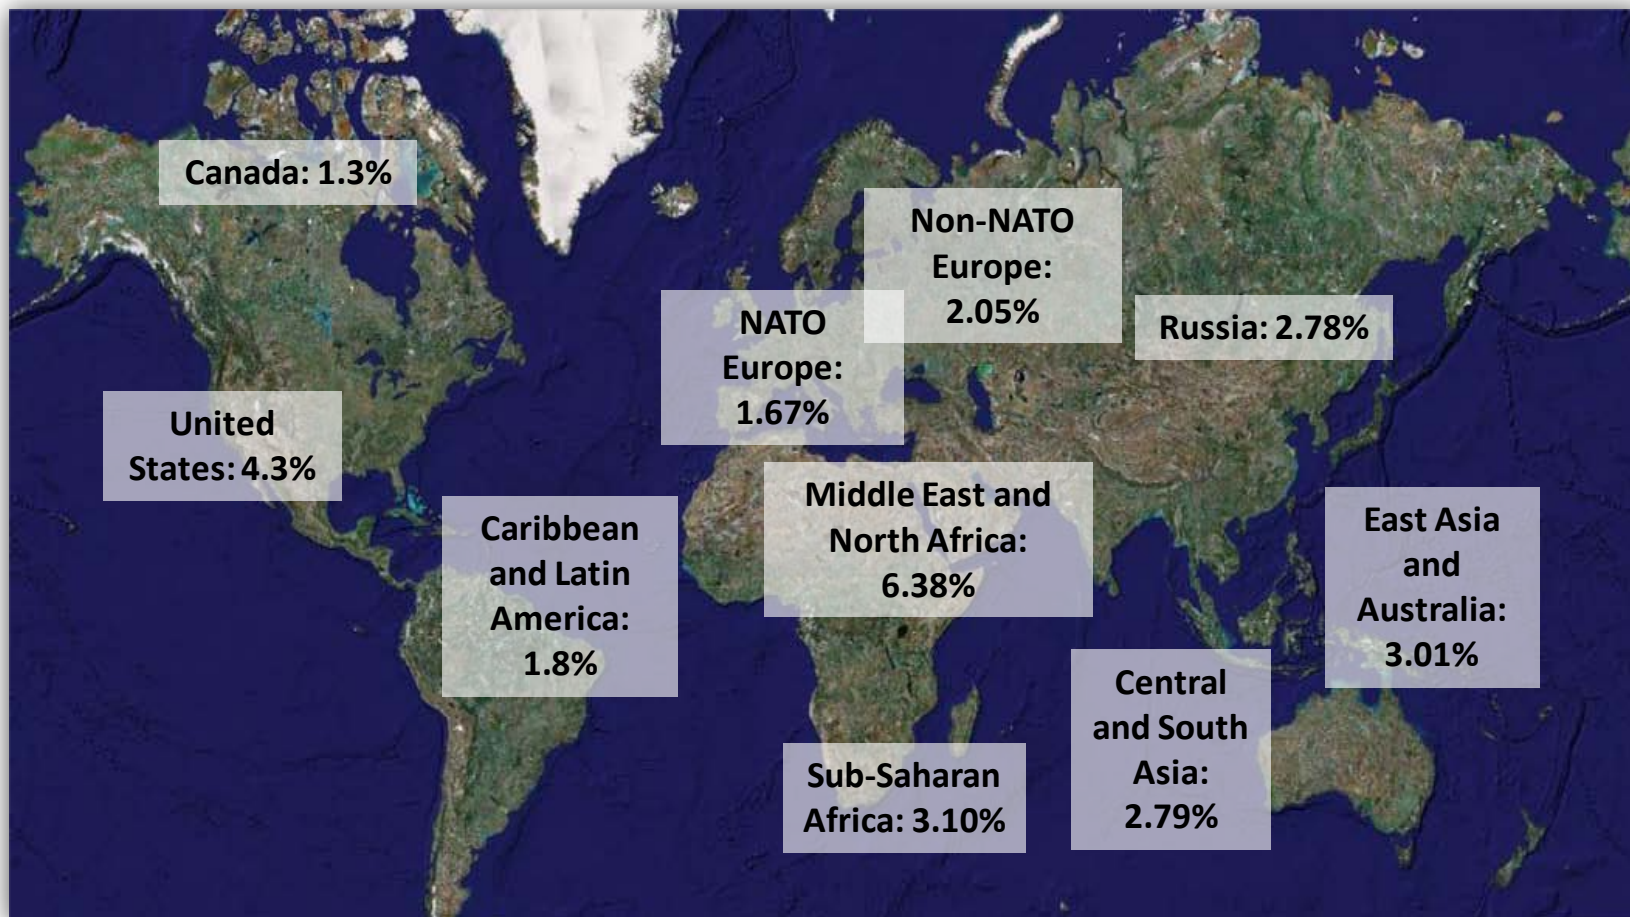 Canada: 1.3%
Non-NATO
Europe:
2.05%
NATO
Europe:
1.67%
Russia: 2.78%
United
States: 4.3%
Middle East and
North Africa:
6.38%
Caribbean
and Latin
America:
1.8%
East Asia
and
Australia:
3.01%
Central
and South
Asia:
2.79%
Sub-Saharan
Africa: 3.10%